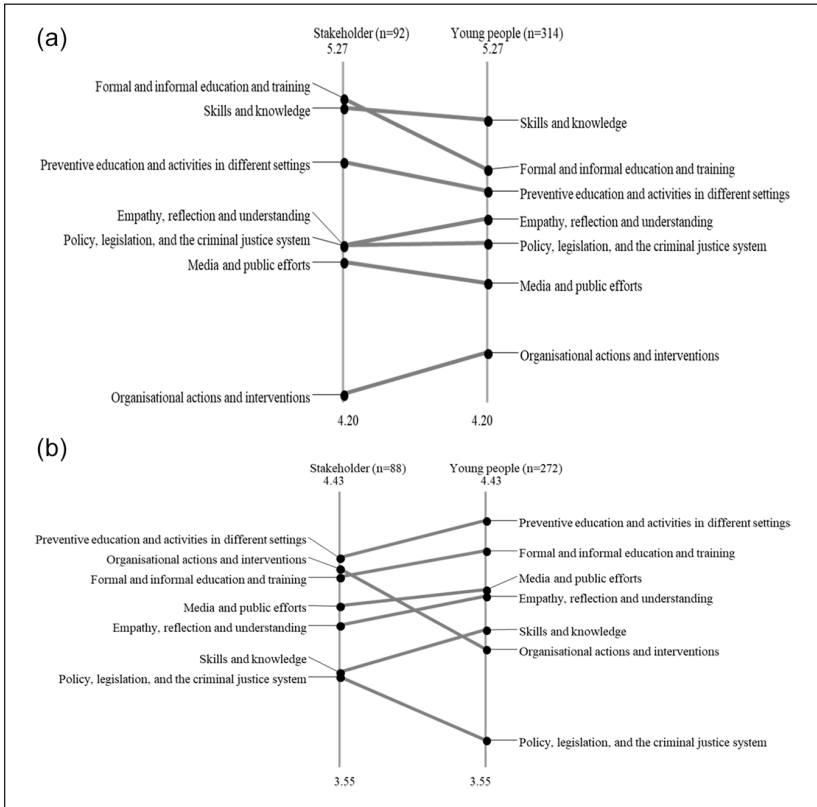 (a)
Stakeholder (n=92) Young people (n=314)
5.27 5.27
Formal and informal education and training
Skills and knowledge
Skills and knowledge
Preventive education and activities in different settings
Formal and informal education and training
Preventive education and activities in different settings
Empathy, reflection and understanding
Empathy, reflection and understanding
Policy, legislation, and the criminal justice system
Policy, legislation, and the criminal justice system
Media and public efforts
Media and public efforts
Organisational actions and interventions
Organisational actions and interventions
4.20 4.20
(b)
Stakeholder (n=88) Young people (n=272)
4.43 4.43
Preventive education and activities in different settings
Preventive education and activities in different settings
Organisational actions and interventions
Formal and informal education and training
Formal and informal education and training
Media and public efforts
Media and public efforts
Empathy, reflection and understanding
Empathy, reflection and understanding
Skills and knowledge
Skills and knowledge
Organisational actions and interventions
Policy, legislation, and the criminal justice system
Policy, legislation, and the criminal justice system
3.55 3.55